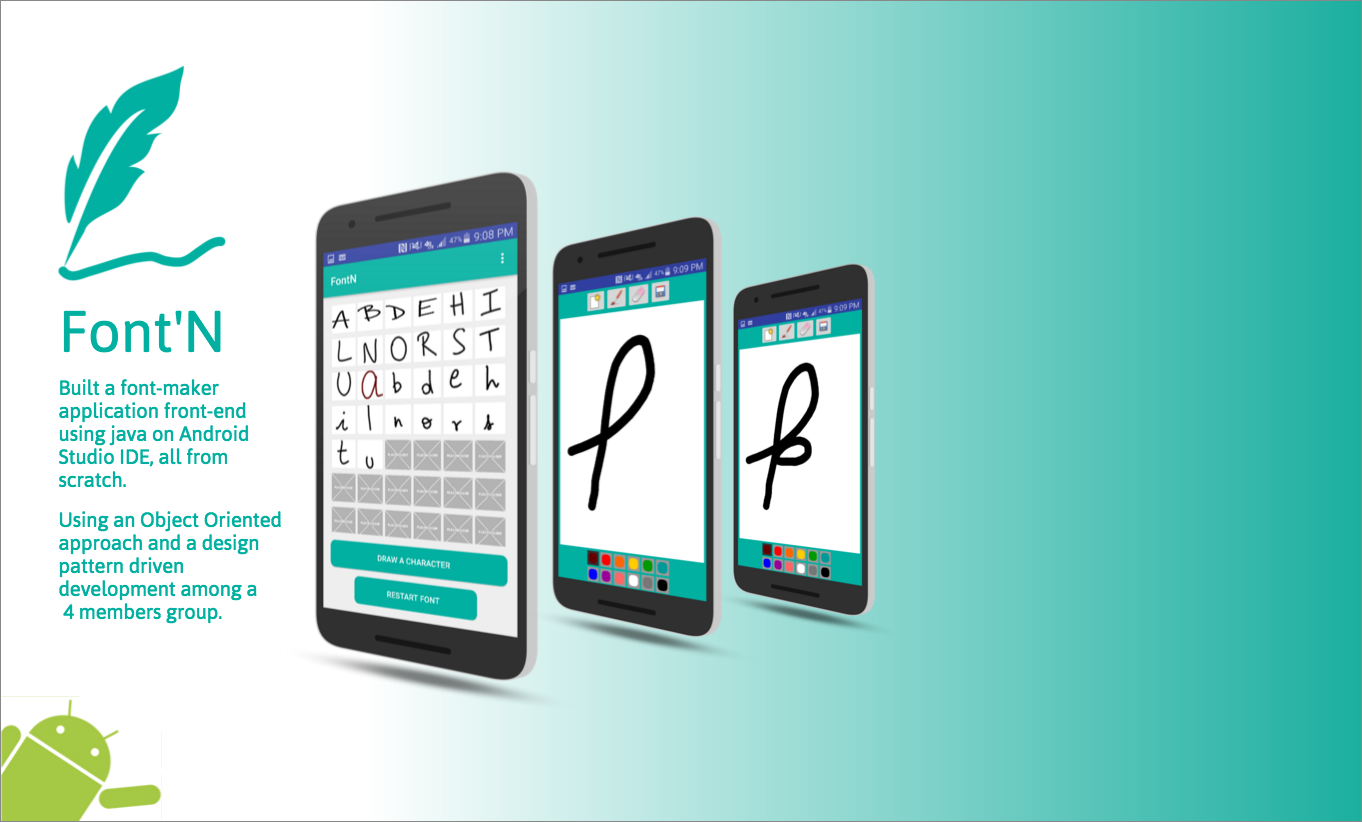 Font'N
Built a font-maker
application front-end
using java on Android
Studio IDE, all from
scratch.
Using an Object Oriented
approach and a design
pattern driven
development among a
4 members group.
47% 9:08 PM
FontN
A B D E H I
L N O R S T
U a b d e h
i l n o r s
t u
DRAW A CHARACTER
RESTART FONT
47% 9:09 PM
47% 9:09 PM